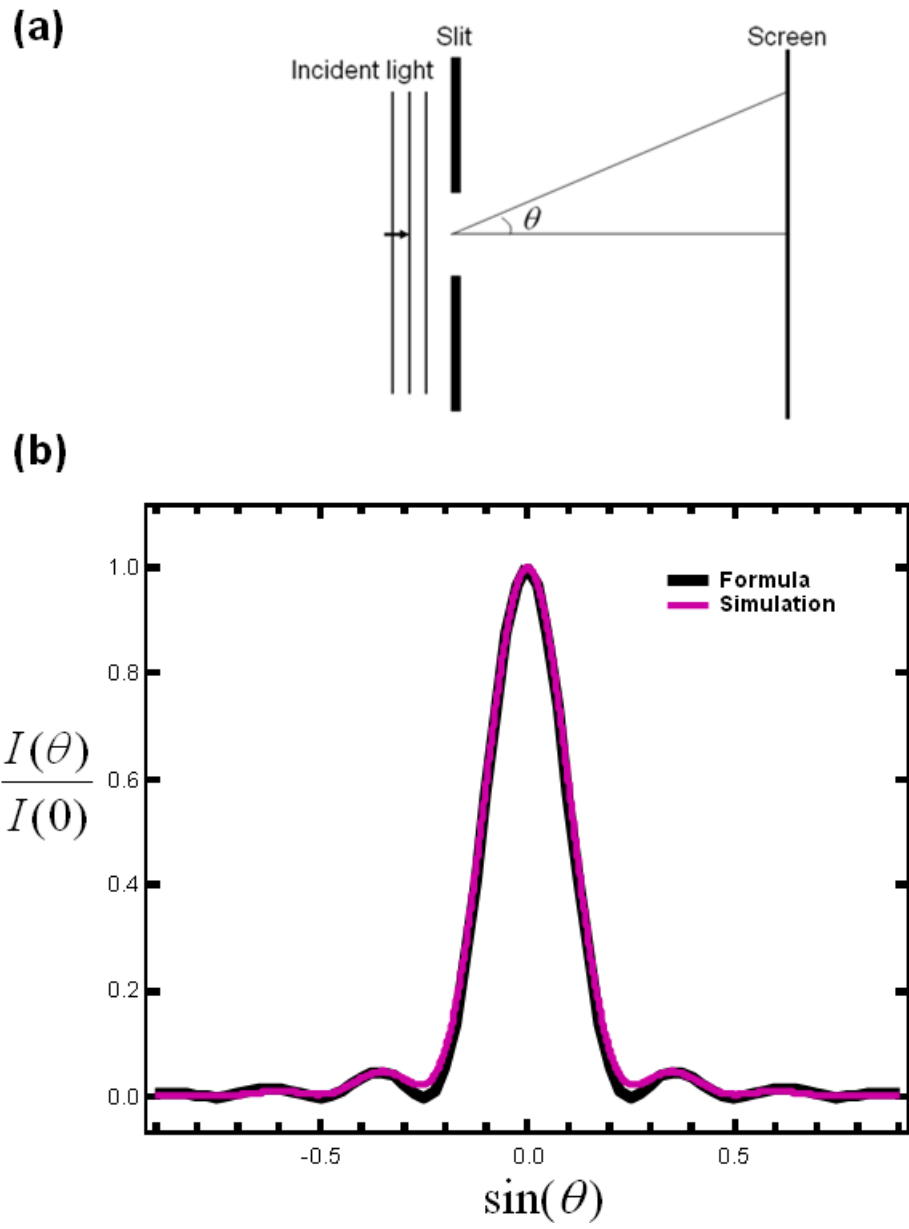 (a)
Slit
Screen
Incident light
θ
(b)
Formula
Simulation
1.0
0.8
0.6
0.4
0.2
0.0
I(θ)
I(0)
-0.5
0.0
0.5
sin(θ)